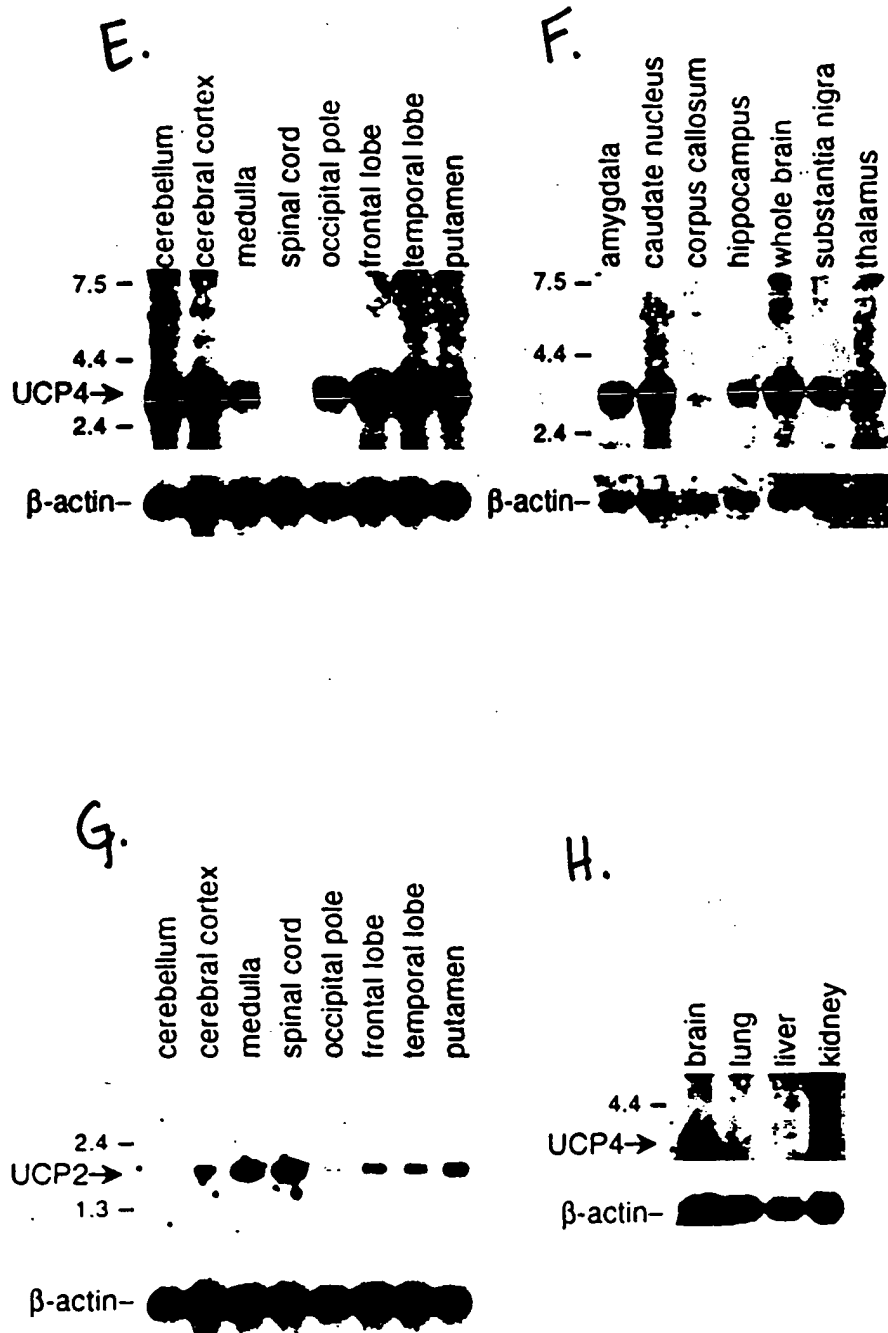 E.
cerebellum
cerebral cortex
medulla
spinal cord
occipital pole
frontal lobe
temporal lobe
putamen
7.5 –
4.4 –
UCP4→
2.4 –
β-actin–
F.
amygdala
caudate nucleus
corpus callosum
hippocampus
whole brain
substantia nigra
thalamus
7.5 –
4.4 –
2.4 –
β-actin–
G.
cerebellum
cerebral cortex
medulla
spinal cord
occipital pole
frontal lobe
temporal lobe
putamen
2.4 –
UCP2→
1.3 –
β-actin–
H.
brain
lung
liver
kidney
4.4 –
UCP4→
β-actin–